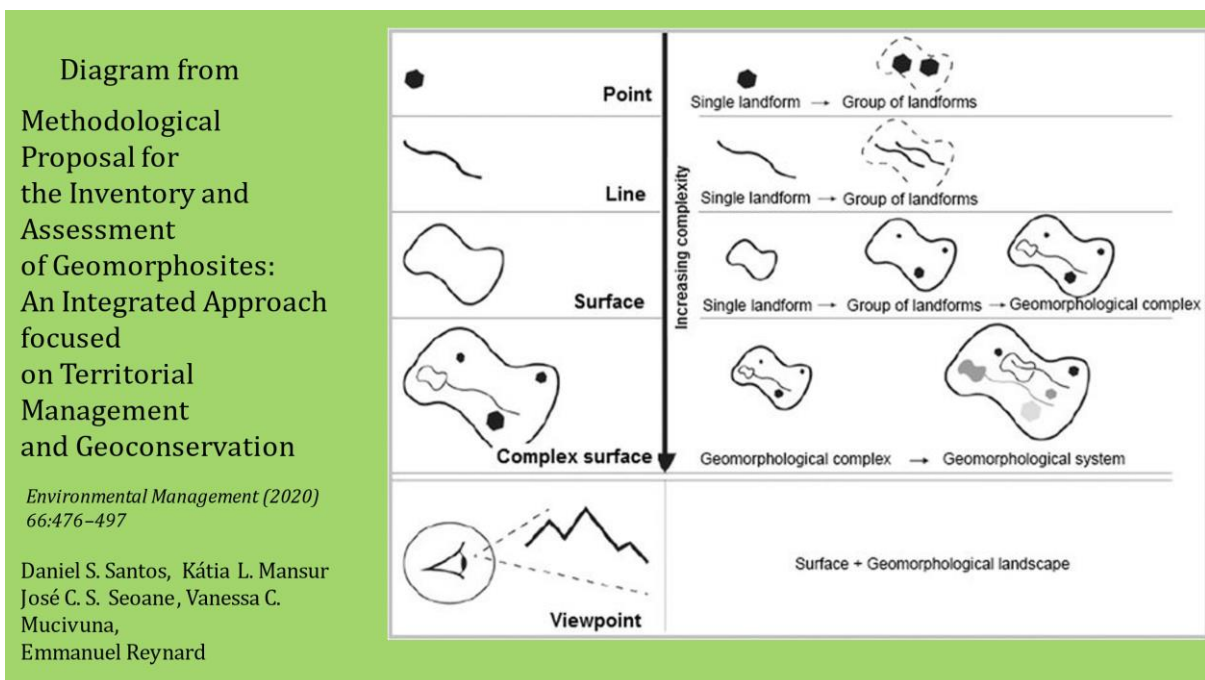 Diagram from
Methodological
Proposal for
the Inventory and
Assessment
of Geomorphosites:
An Integrated Approach
focused
on Territorial
Management
and Geoconservation
Environmental Management (2020)
66:476–497
Daniel S. Santos, Kátia L. Mansur
José C. S. Seoane, Vanessa C.
Mucivuna,
Emmanuel Reynard
Point
Single landform → Group of landforms
Line
Single landform → Group of landforms
Increasing complexity
Surface
Single landform → Group of landforms → Geomorphological complex
Complex surface
Geomorphological complex → Geomorphological system
Viewpoint
Surface + Geomorphological landscape